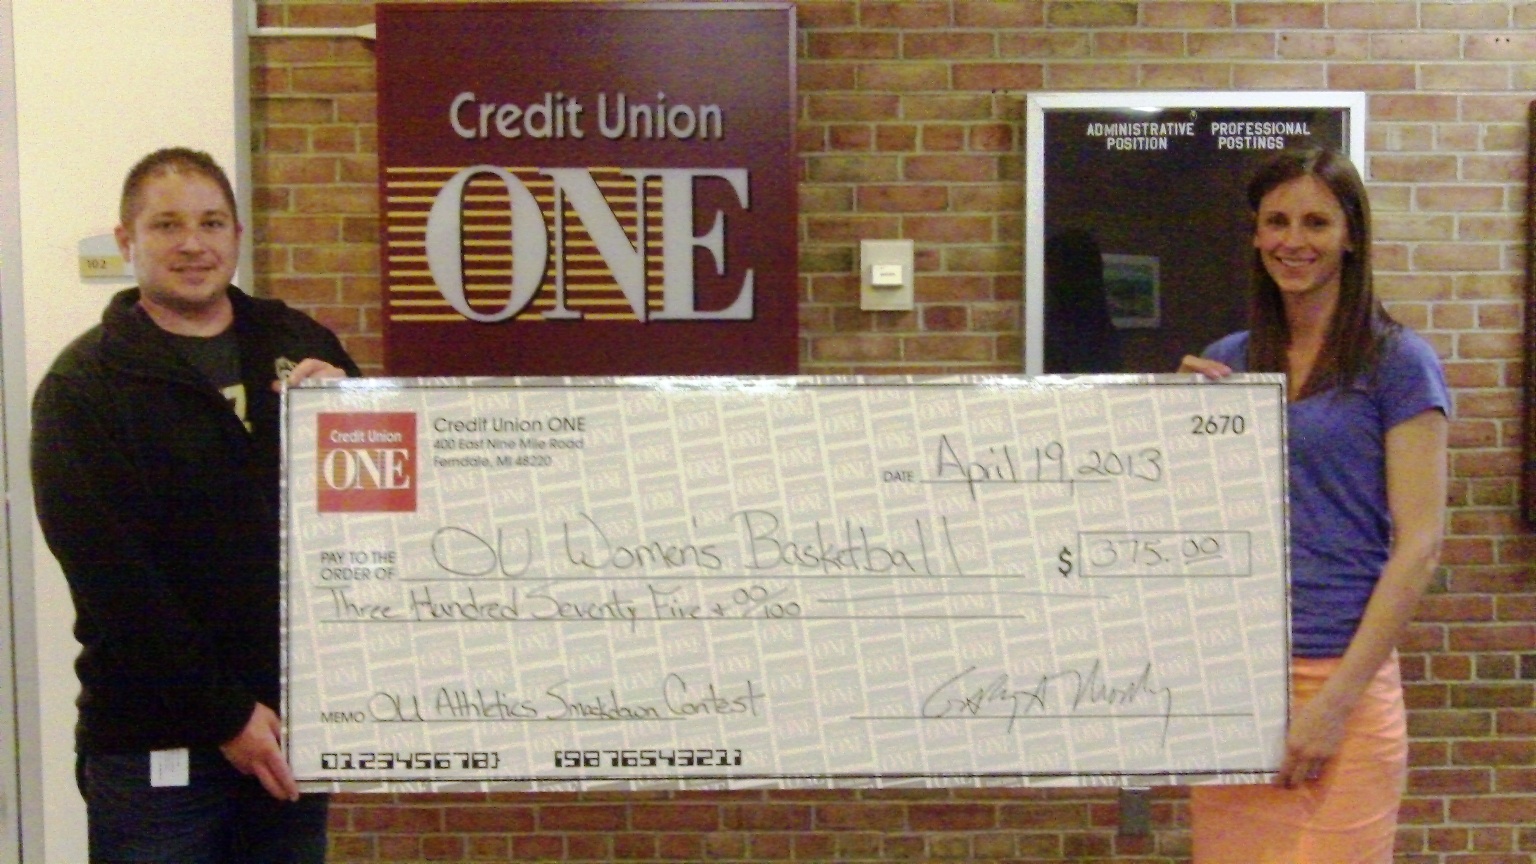 Credit Union
ONE
ADMINISTRATIVE POSITION
PROFESSIONAL POSTINGS
102
Credit Union
ONE
Credit Union ONE
400 East Nine Mile Road
Ferndale, MI 48220
2670
DATE April 19, 2013
PAY TO THE ORDER OF OU Women's Basketball $ 375.00
Three Hundred Seventy Five & 00/100
MEMO OU Athletics Smackdown Contest
012345678} {987654321}